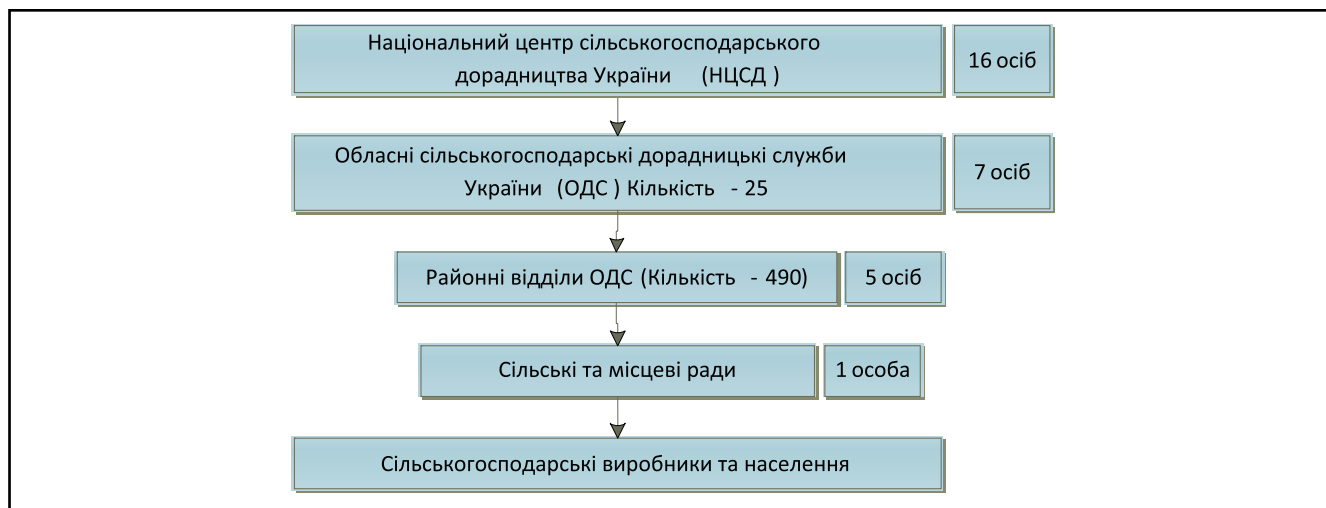 Національний центр сільськогосподарського
дорадництва України (НЦСД )
16 осіб
Обласні сільськогосподарські дорадницькі служби
України (ОДС ) Кількість - 25
7 осіб
Районні відділи ОДС (Кількість - 490)
5 осіб
Сільські та місцеві ради
1 особа
Сільськогосподарські виробники та населення